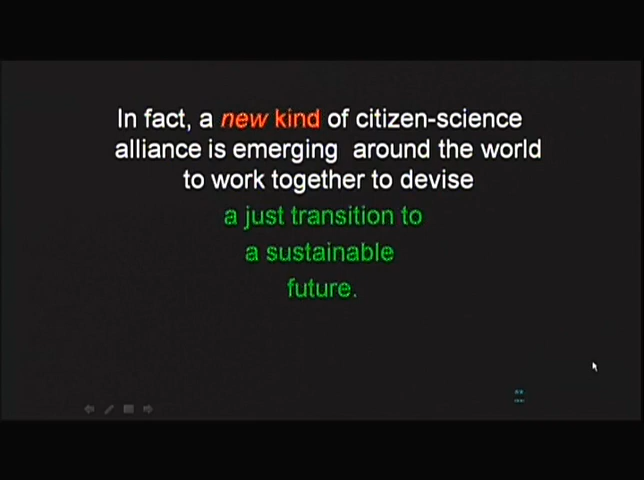 In fact, a new kind of citizen-science
alliance is emerging around the world
to work together to devise
a just transition to
a sustainable
future.